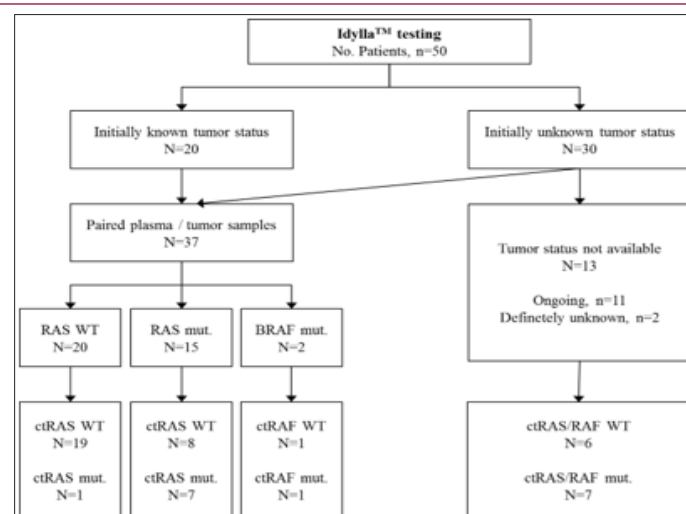 Idylla™ testing
No. Patients, n=50
Initially known tumor status
N=20
Initially unknown tumor status
N=30
Paired plasma / tumor samples
N=37
Tumor status not available
N=13
Ongoing, n=11
Definetely unknown, n=2
RAS WT
N=20
RAS mut.
N=15
BRAF mut.
N=2
ctRAS WT
N=19
ctRAS mut.
N=1
ctRAS WT
N=8
ctRAS mut.
N=7
ctRAF WT
N=1
ctRAF mut.
N=1
ctRAS/RAF WT
N=6
ctRAS/RAF mut.
N=7